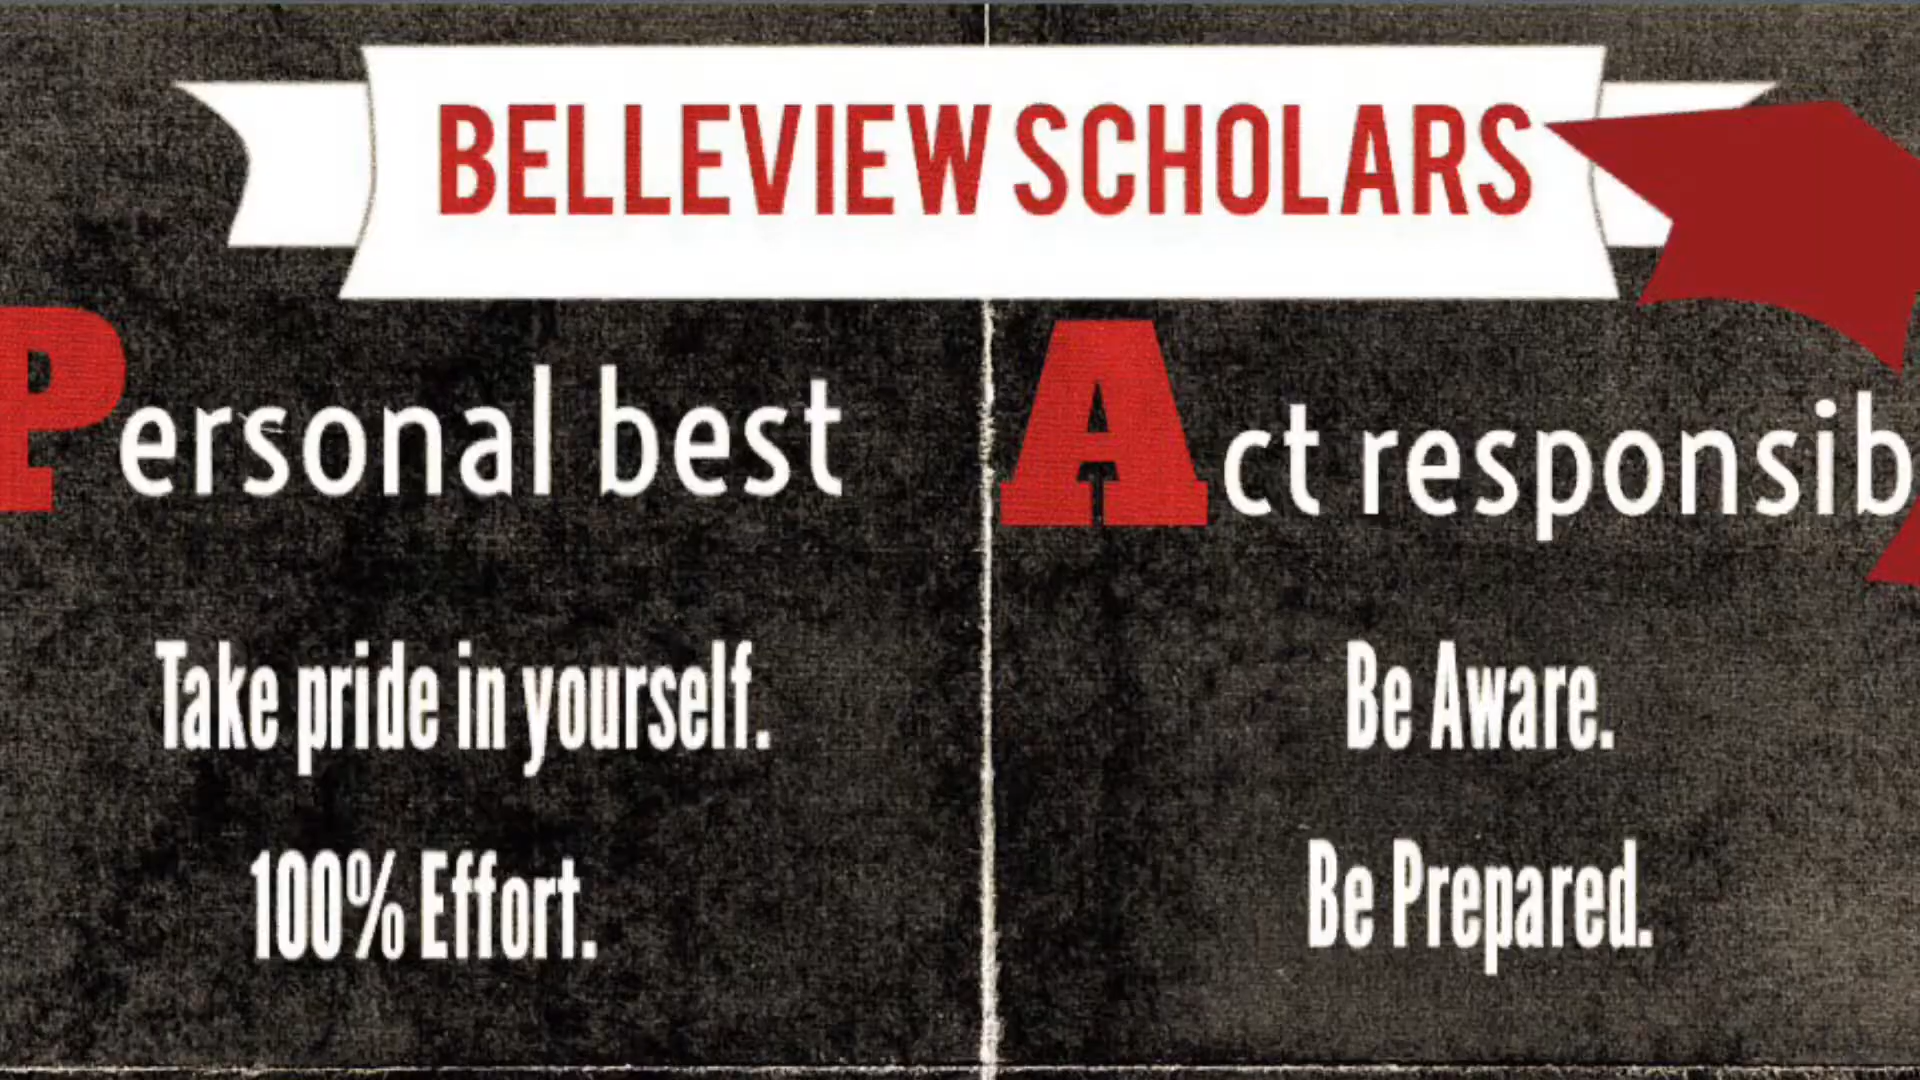 BELLEVIEW SCHOLARS
Personal best
Act responsib
Take pride in yourself.
100% Effort.
Be Aware.
Be Prepared.